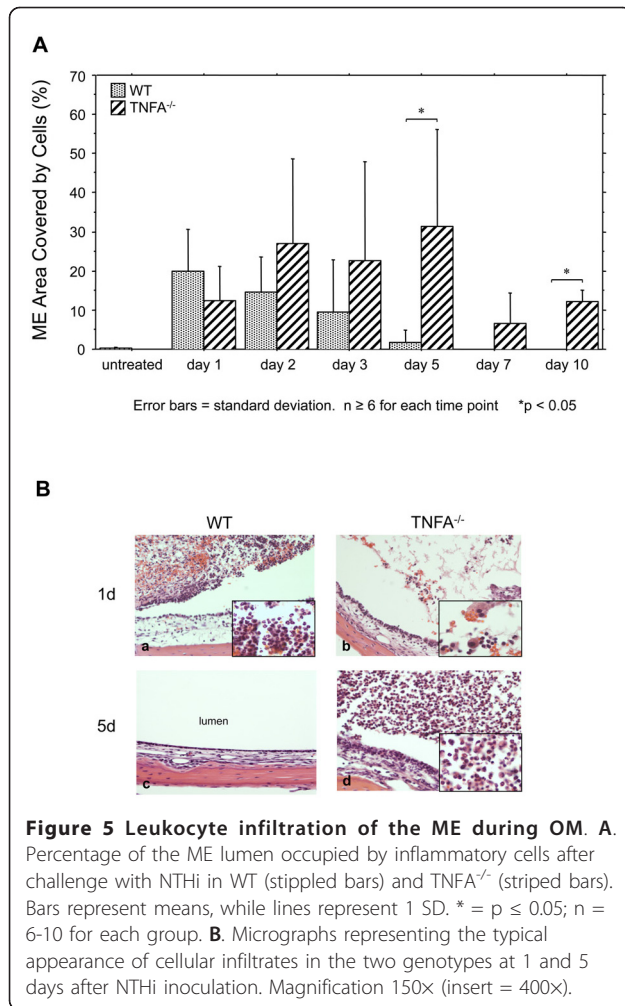 A
ME Area Covered by Cells (%)
70
60
50
40
30
20
10
0
WT
TNFA-/-
*
*
untreated day 1 day 2 day 3 day 5 day 7 day 10
Error bars = standard deviation. n ≥ 6 for each time point *p < 0.05
B
WT TNFA-/-
1d
a b
5d
lumen
c d
Figure 5 Leukocyte infiltration of the ME during OM. A.
Percentage of the ME lumen occupied by inflammatory cells after
challenge with NTHi in WT (stippled bars) and TNFA-/- (striped bars).
Bars represent means, while lines represent 1 SD. * = p ≤ 0.05; n =
6-10 for each group. B. Micrographs representing the typical
appearance of cellular infiltrates in the two genotypes at 1 and 5
days after NTHi inoculation. Magnification 150× (insert = 400×).